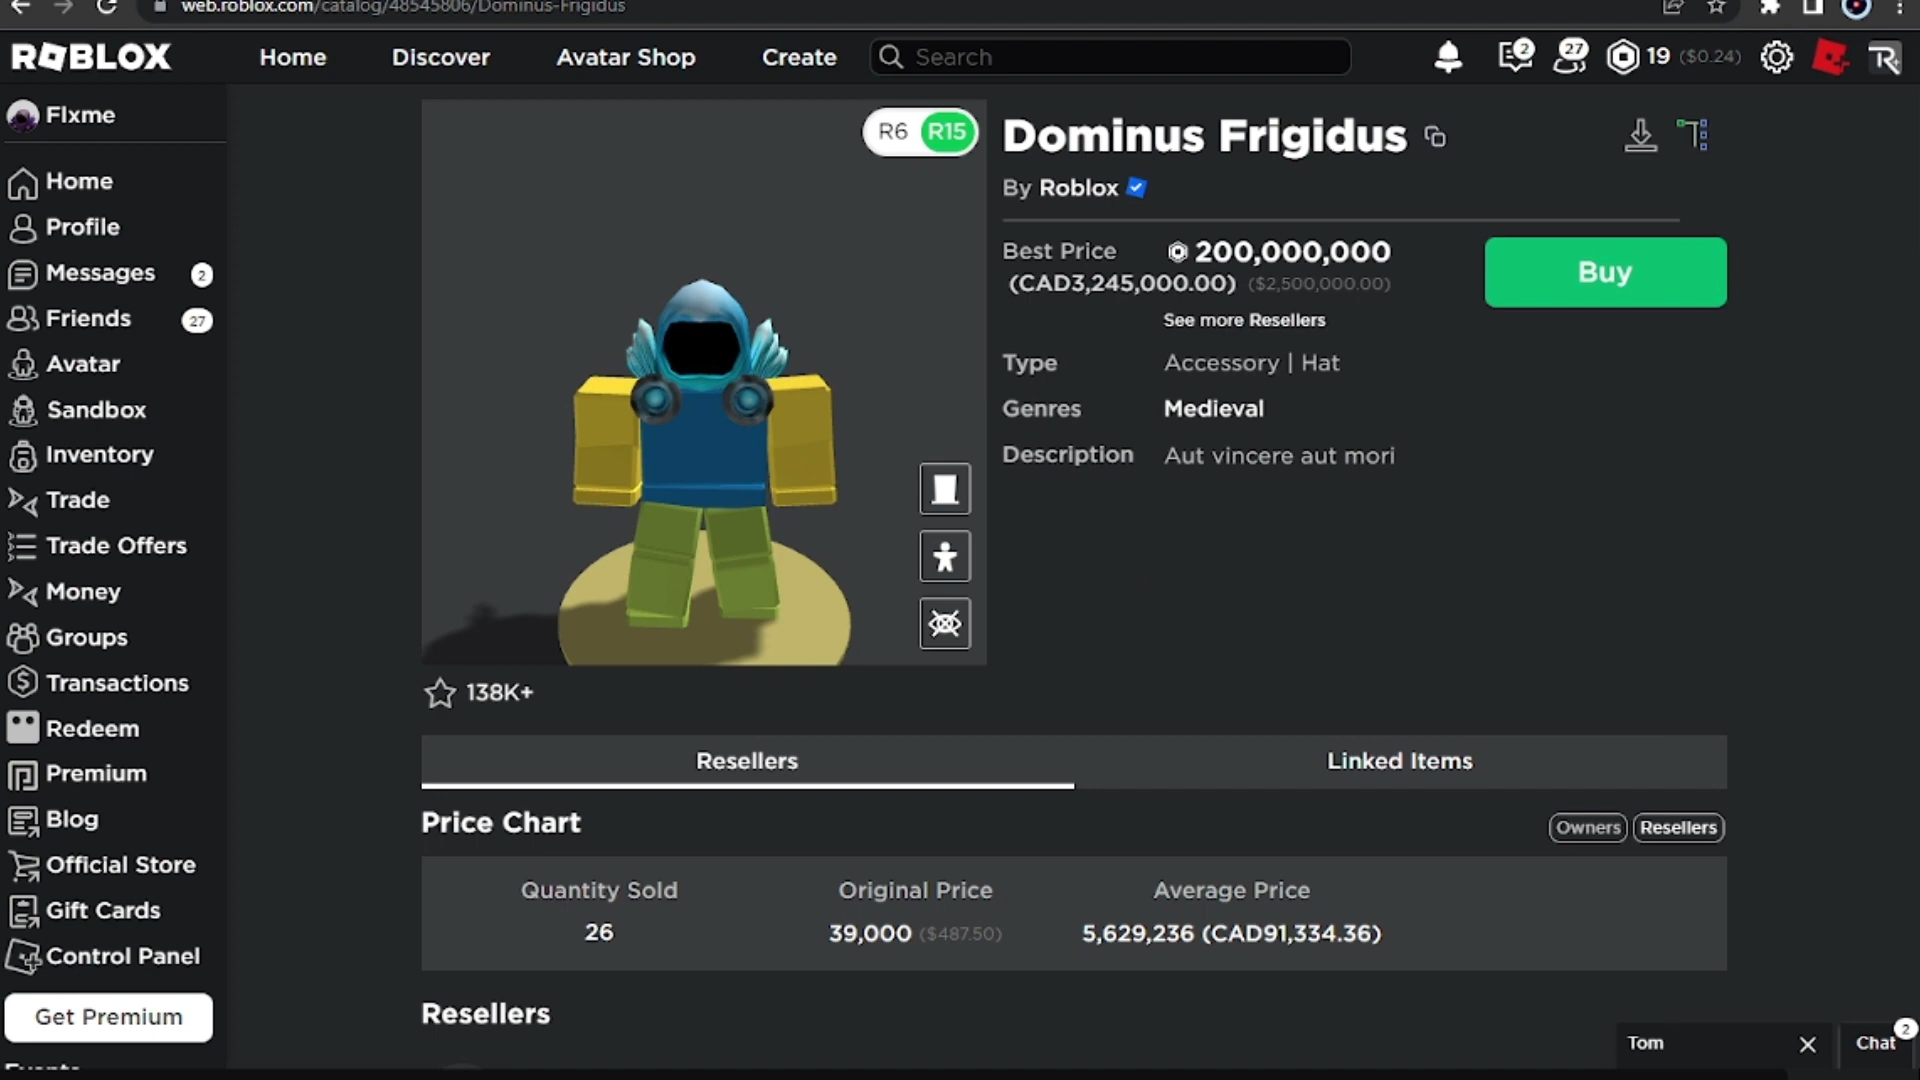 web.roblox.com/catalog/48545806/Dominus-Frigidus
ROBLOX
Home
Discover
Avatar Shop
Create
Search
2
27
19 ($0.24)
Flxme
Home
Profile
Messages 2
Friends 27
Avatar
Sandbox
Inventory
Trade
Trade Offers
Money
Groups
Transactions
Redeem
Premium
Blog
Official Store
Gift Cards
Control Panel
Get Premium
R6 R15
Dominus Frigidus
By Roblox
Best Price 200,000,000
(CAD3,245,000.00) ($2,500,000.00)
Buy
See more Resellers
Type Accessory | Hat
Genres Medieval
Description Aut vincere aut mori
138K+
Resellers
Linked Items
Price Chart
Owners
Resellers
Quantity Sold
Original Price
Average Price
26
39,000 ($487.50)
5,629,236 (CAD91,334.36)
Resellers
Tom
Chat 2